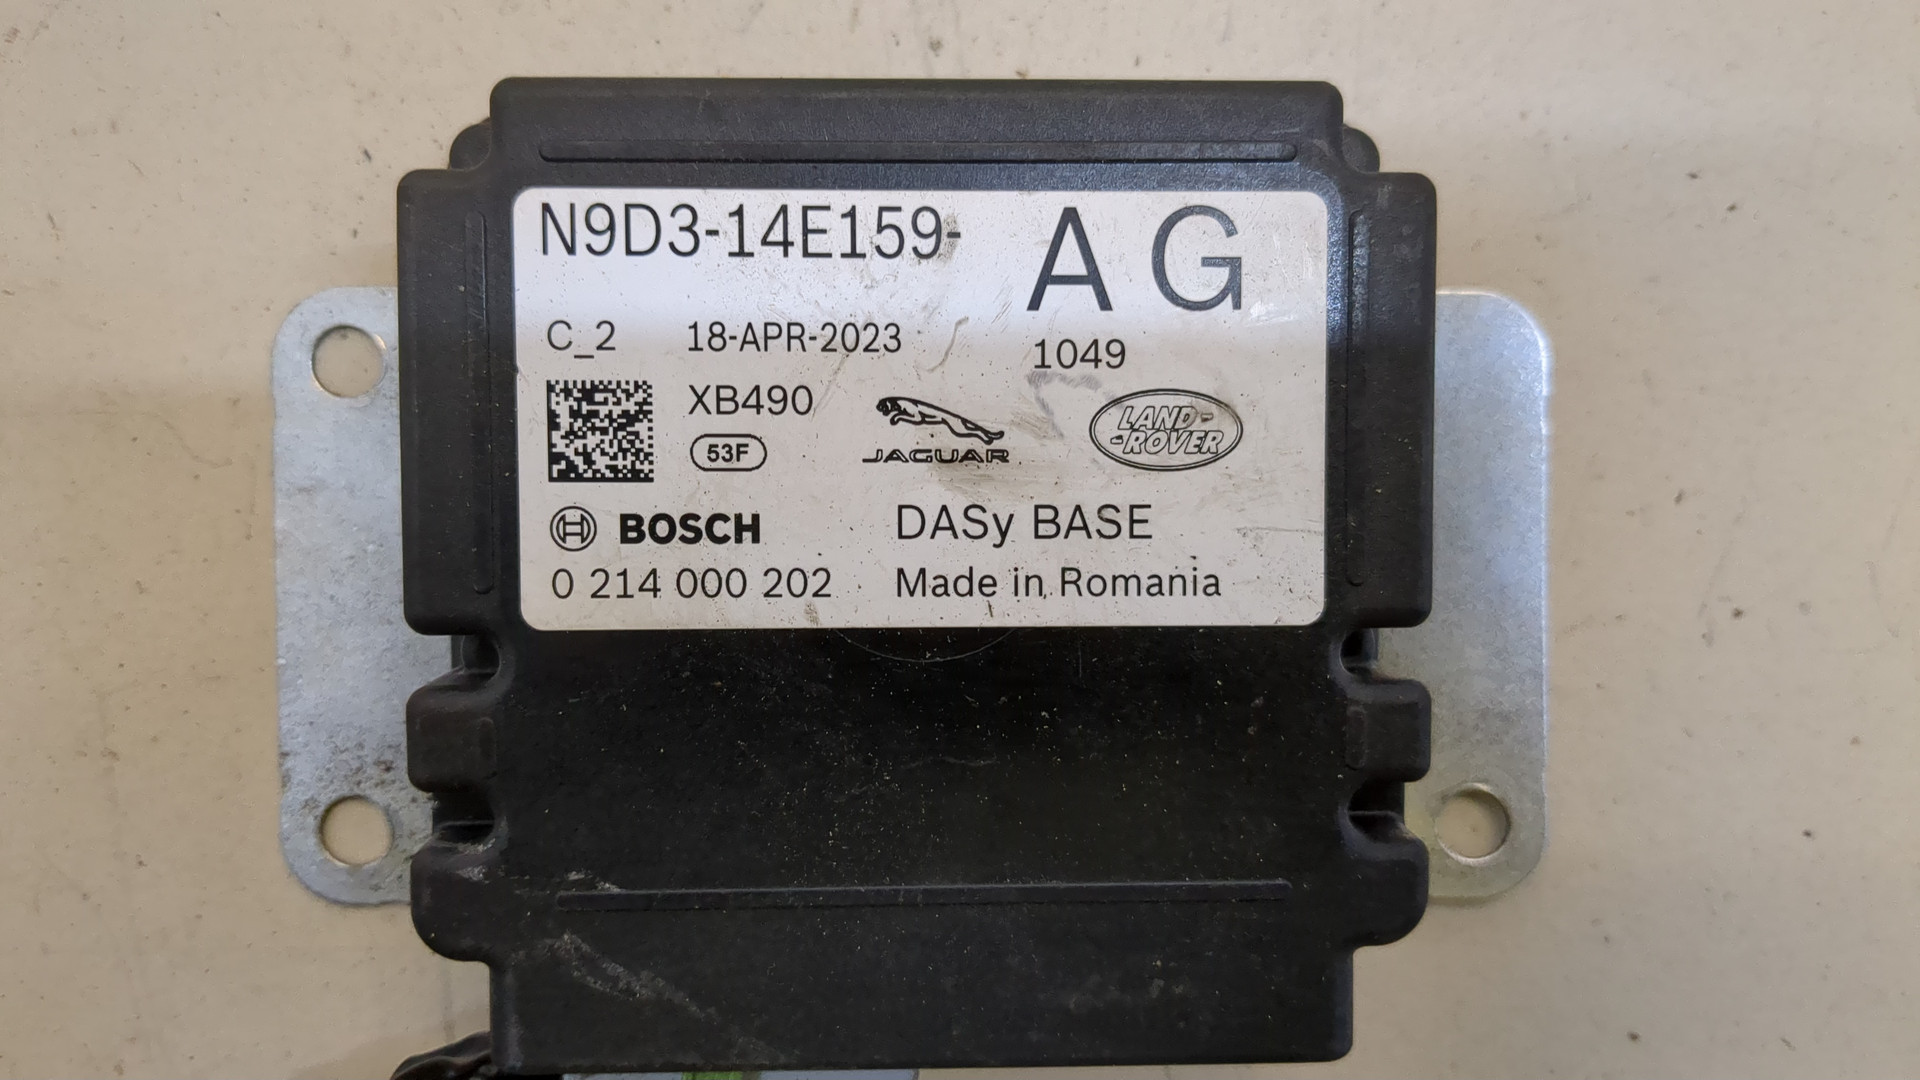 N9D3-14E159- A G
C_2 18-APR-2023 1049
XB490
53F
JAGUAR
LAND-
-ROVER
BOSCH DASy BASE
0 214 000 202 Made in Romania